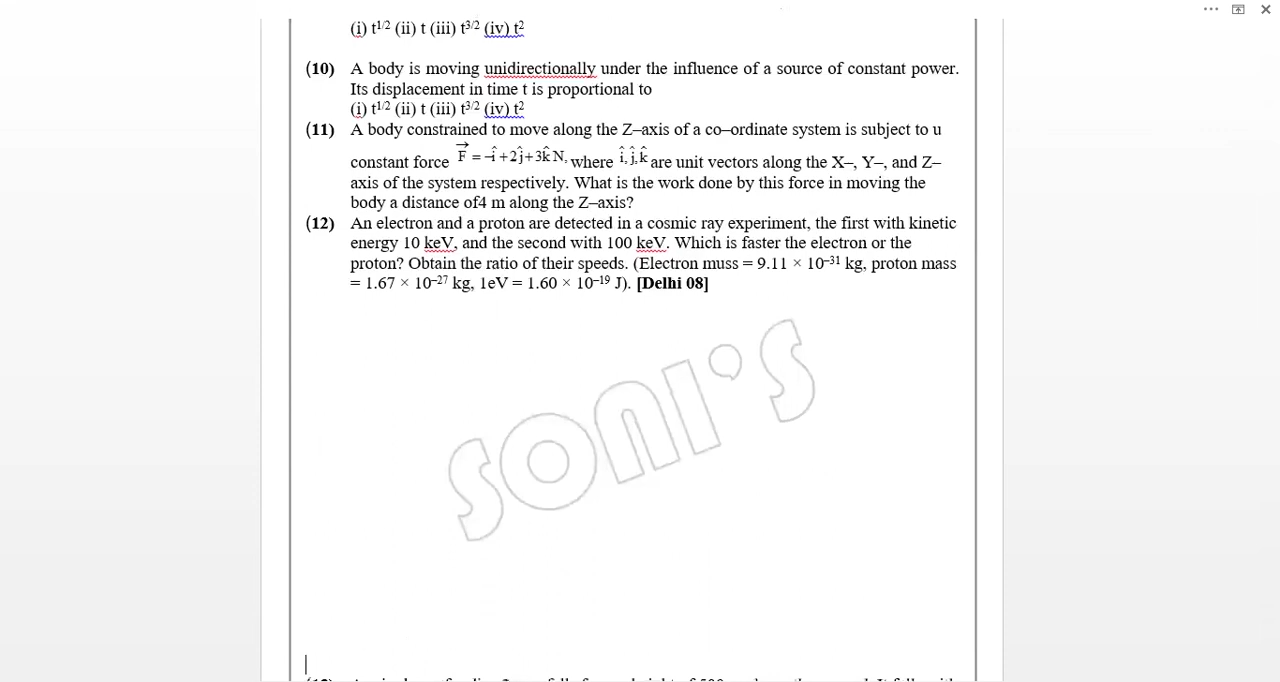 (i) t^1/2 (ii) t (iii) t^3/2 (iv) t^2
(10) A body is moving unidirectionally under the influence of a source of constant power.
Its displacement in time t is proportional to
(i) t^1/2 (ii) t (iii) t^3/2 (iv) t^2
(11) A body constrained to move along the Z–axis of a co–ordinate system is subject to u
constant force F⃗ = –î+2ĵ+3k̂ N, where î,ĵ,k̂ are unit vectors along the X–, Y–, and Z–
axis of the system respectively. What is the work done by this force in moving the
body a distance of4 m along the Z–axis?
(12) An electron and a proton are detected in a cosmic ray experiment, the first with kinetic
energy 10 keV, and the second with 100 keV. Which is faster the electron or the
proton? Obtain the ratio of their speeds. (Electron muss = 9.11 × 10^–31 kg, proton mass
= 1.67 × 10^–27 kg, 1eV = 1.60 × 10^–19 J). [Delhi 08]
SONI'S